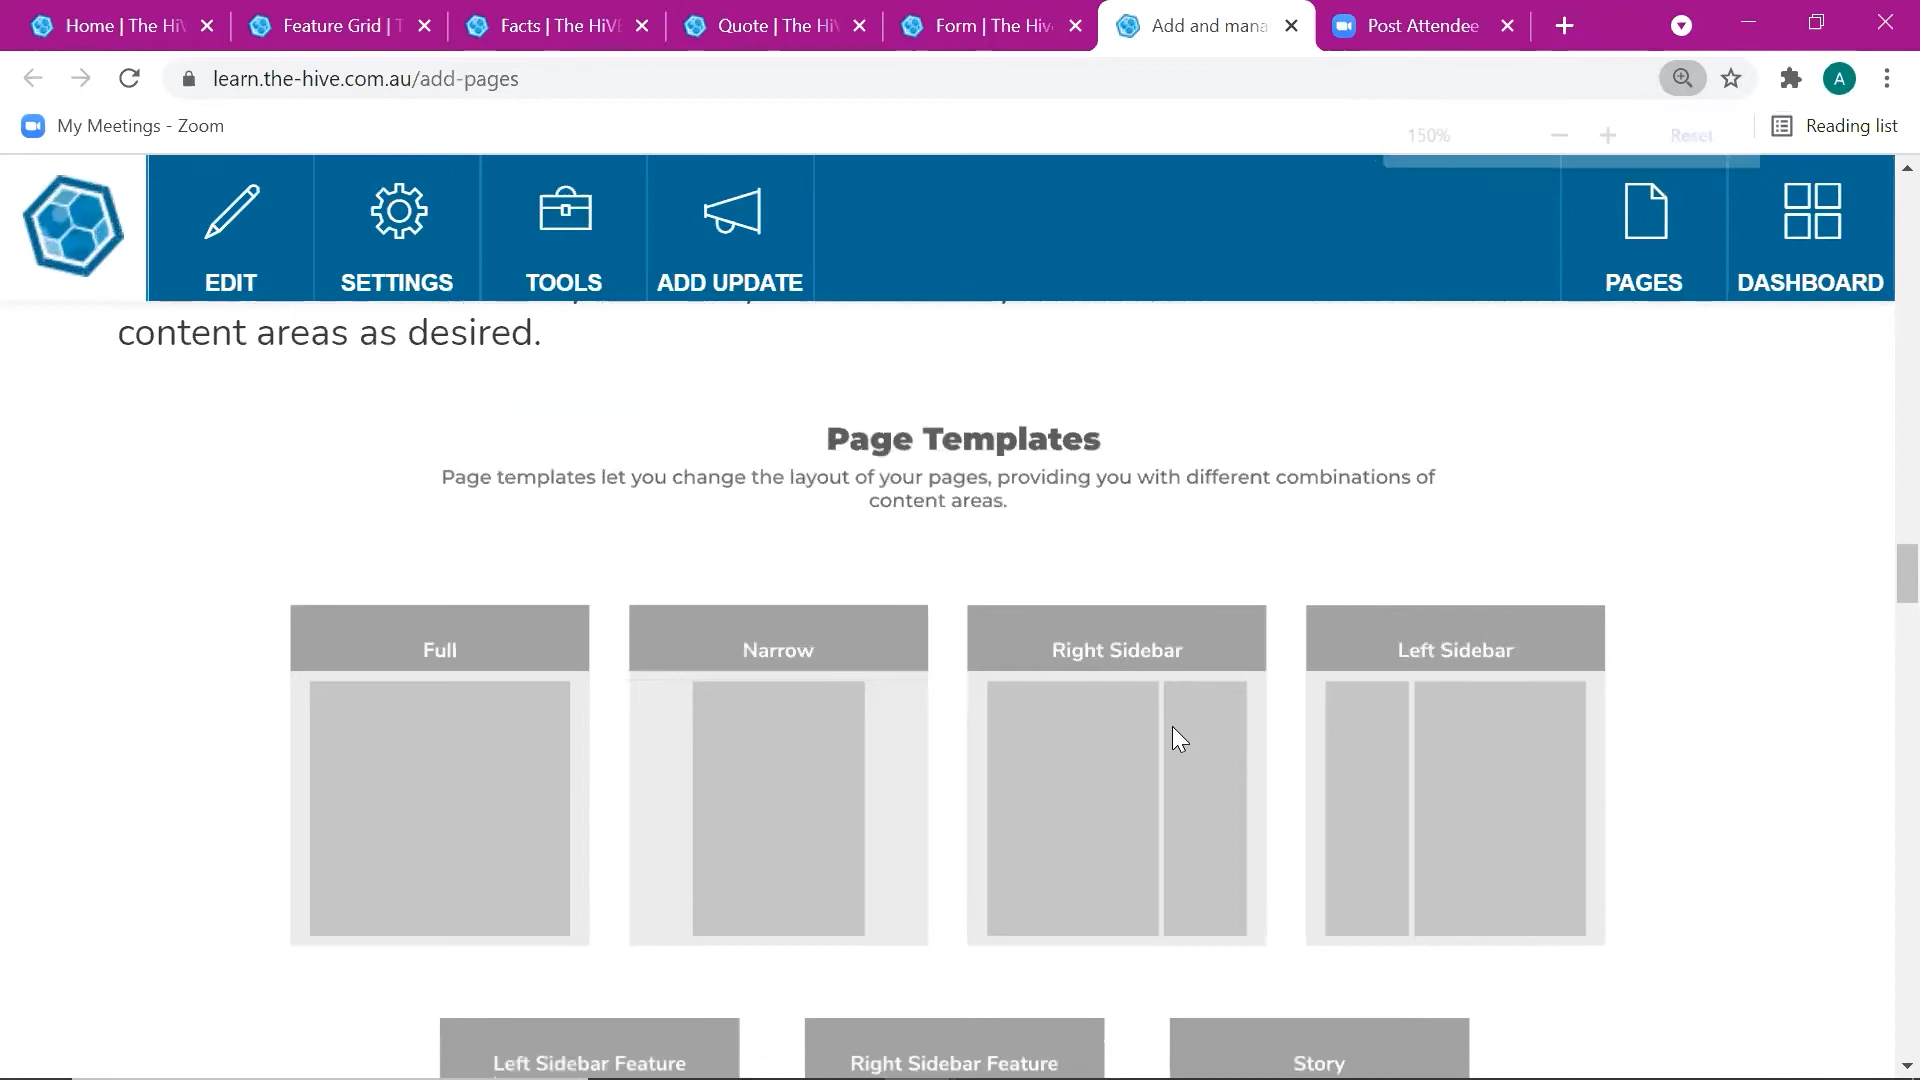 Home | The Hi
Feature Grid |
Facts | The HiV
Quote | The Hi
Form | The Hiv
Add and mana
Post Attendee
learn.the-hive.com.au/add-pages
A
My Meetings - Zoom
150%
Reset
Reading list
EDIT
SETTINGS
TOOLS
ADD UPDATE
PAGES
DASHBOARD
content areas as desired.
Page Templates
Page templates let you change the layout of your pages, providing you with different combinations of
content areas.
Full
Narrow
Right Sidebar
Left Sidebar
Left Sidebar Feature
Right Sidebar Feature
Story